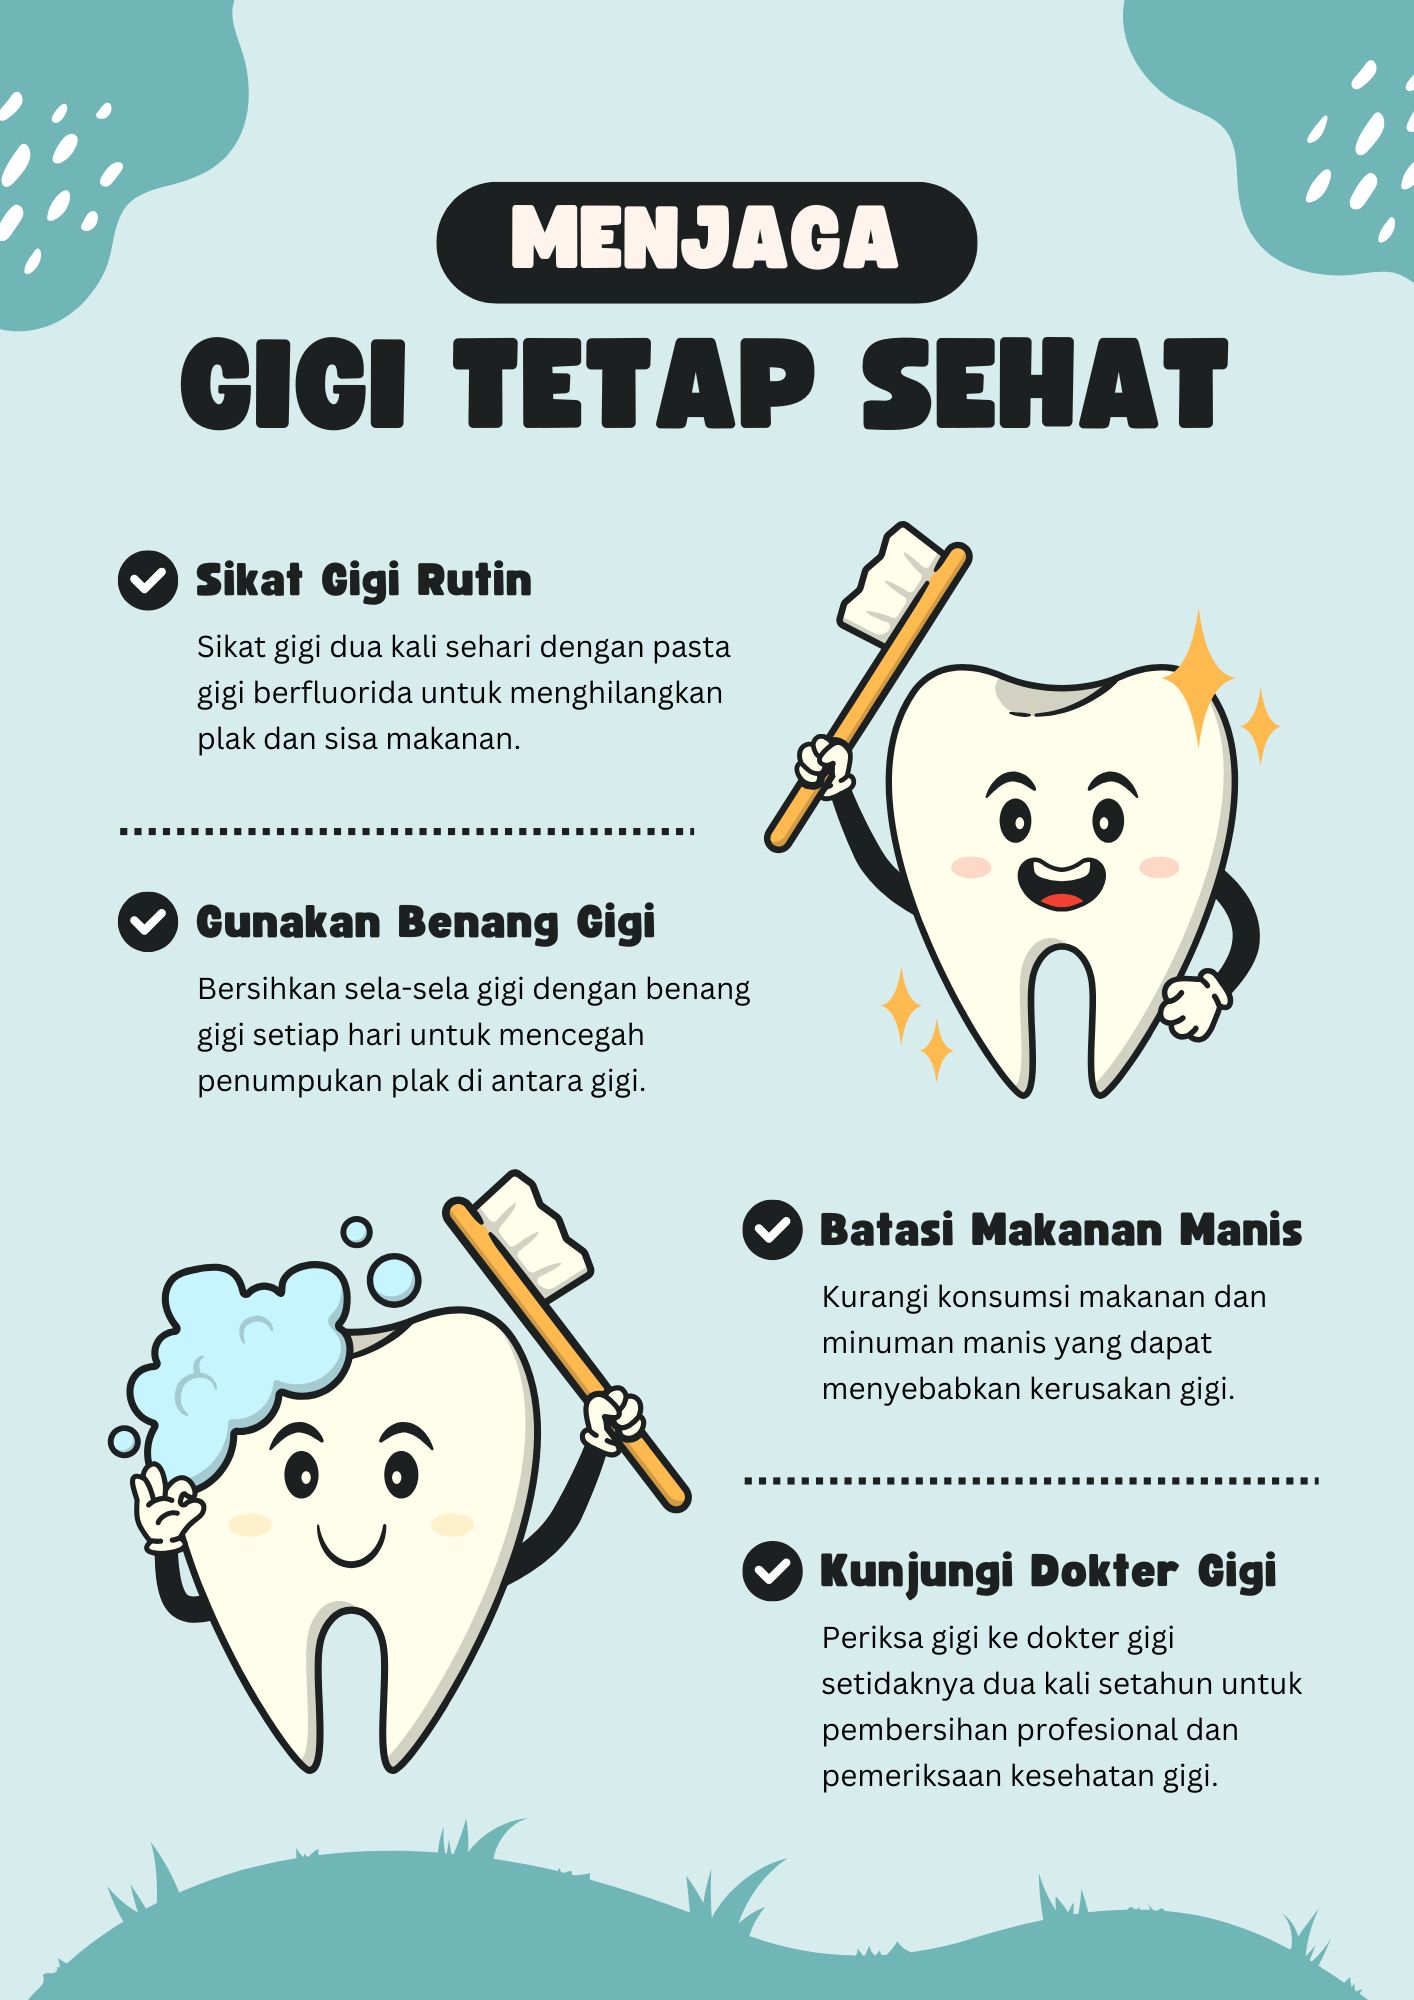 MENJAGA
GIGI TETAP SEHAT
Sikat Gigi Rutin
Sikat gigi dua kali sehari dengan pasta
gigi berfluorida untuk menghilangkan
plak dan sisa makanan.
Gunakan Benang Gigi
Bersihkan sela-sela gigi dengan benang
gigi setiap hari untuk mencegah
penumpukan plak di antara gigi.
Batasi Makanan Manis
Kurangi konsumsi makanan dan
minuman manis yang dapat
menyebabkan kerusakan gigi.
Kunjungi Dokter Gigi
Periksa gigi ke dokter gigi
setidaknya dua kali setahun untuk
pembersihan profesional dan
pemeriksaan kesehatan gigi.